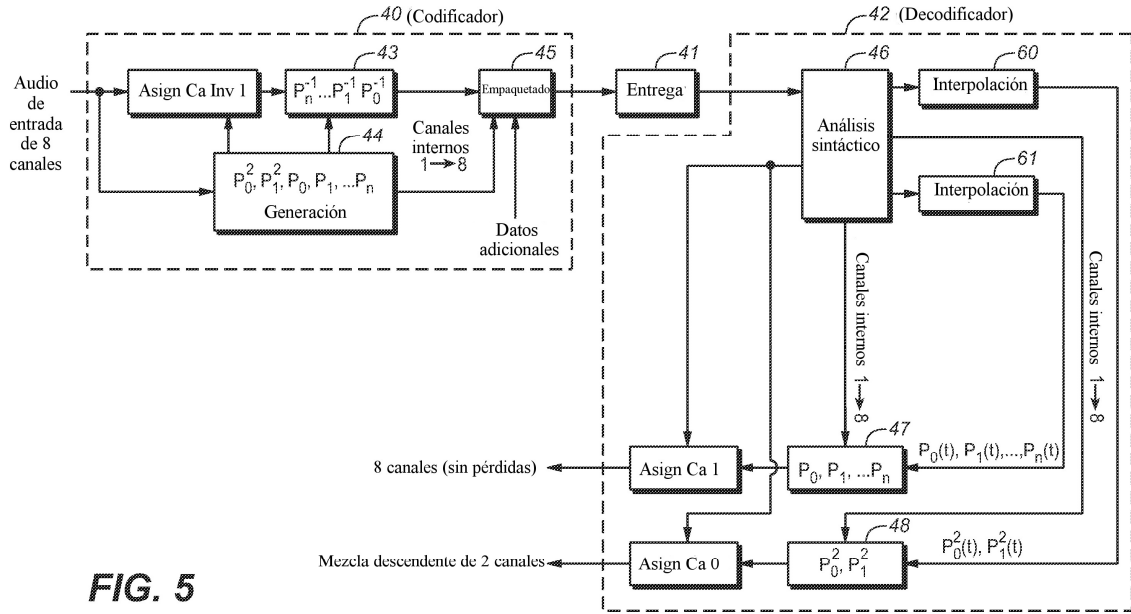 40 (Codificador)
42 (Decodificador)
43
45
41
46
60
Audio
de
entrada
de 8
canales
Asign Ca Inv 1
P_n^-1 ...P_1^-1 P_0^-1
Empaquetado
Entrega
Interpolación
Análisis
sintáctico
44
Canales
internos
1→8
P_0^2, P_1^2, P_0, P_1, ...P_n
Generación
61
Interpolación
Datos
adicionales
Canales internos 1→8
Canales internos 1→8
47
8 canales (sin pérdidas)
Asign Ca 1
P_0, P_1, ...P_n
P_0(t), P_1(t),...,P_n(t)
48
Mezcla descendente de 2 canales
Asign Ca 0
P_0^2, P_1^2
P_0^2(t), P_1^2(t)
FIG. 5